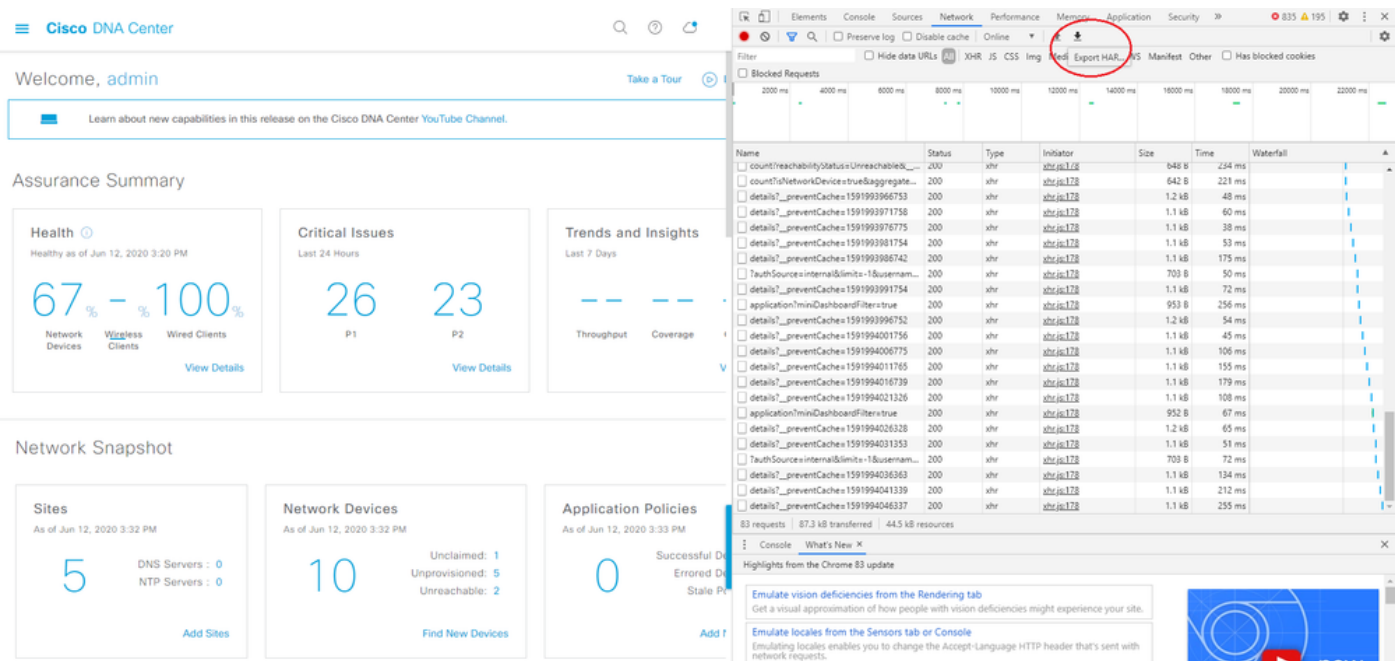 Cisco DNA Center
Welcome, admin
Take a Tour
Learn about new capabilities in this release on the Cisco DNA Center YouTube Channel.
Assurance Summary
Health
Healthy as of Jun 12, 2020 3:20 PM
67% –% 100%
Network Devices
Wireless Clients
Wired Clients
View Details
Critical Issues
Last 24 Hours
26 23
P1 P2
View Details
Trends and Insights
Last 7 Days
-- --
Throughput Coverage
Network Snapshot
Sites
As of Jun 12, 2020 3:32 PM
5
DNS Servers : 0
NTP Servers : 0
Add Sites
Network Devices
As of Jun 12, 2020 3:32 PM
10
Unclaimed: 1
Unprovisioned: 5
Unreachable: 2
Find New Devices
Application Policies
As of Jun 12, 2020 3:33 PM
0
Successful
Errored
Stale
Add
Elements Console Sources Network Performance Memory Application Security » 835 195
Preserve log Disable cache Online
Filter Hide data URLs All XHR JS CSS Img Export HAR... WS Manifest Other Has blocked cookies
Blocked Requests
2000 ms 4000 ms 6000 ms 8000 ms 10000 ms 12000 ms 14000 ms 16000 ms 18000 ms 20000 ms 22000 ms
Name Status Type Initiator Size Time Waterfall
count?reachabilityStatus=Unreachable&__... 200 xhr xhr.js:178 648 B 234 ms
count?isNetworkDevice=true&aggregate... 200 xhr xhr.js:178 642 B 221 ms
details?__preventCache=1591993966753 200 xhr xhr.js:178 1.2 kB 48 ms
details?__preventCache=1591993971758 200 xhr xhr.js:178 1.1 kB 60 ms
details?__preventCache=1591993976775 200 xhr xhr.js:178 1.1 kB 38 ms
details?__preventCache=1591993981754 200 xhr xhr.js:178 1.1 kB 53 ms
details?__preventCache=1591993986742 200 xhr xhr.js:178 1.1 kB 175 ms
?authSource=internal&limit=-1&usernam... 200 xhr xhr.js:178 703 B 50 ms
details?__preventCache=1591993991754 200 xhr xhr.js:178 1.1 kB 72 ms
application?miniDashboardFilter=true 200 xhr xhr.js:178 953 B 256 ms
details?__preventCache=1591993996752 200 xhr xhr.js:178 1.2 kB 54 ms
details?__preventCache=1591994001756 200 xhr xhr.js:178 1.1 kB 45 ms
details?__preventCache=1591994006775 200 xhr xhr.js:178 1.1 kB 106 ms
details?__preventCache=1591994011765 200 xhr xhr.js:178 1.1 kB 155 ms
details?__preventCache=1591994016739 200 xhr xhr.js:178 1.1 kB 179 ms
details?__preventCache=1591994021326 200 xhr xhr.js:178 1.1 kB 108 ms
application?miniDashboardFilter=true 200 xhr xhr.js:178 952 B 67 ms
details?__preventCache=1591994026328 200 xhr xhr.js:178 1.2 kB 65 ms
details?__preventCache=1591994031353 200 xhr xhr.js:178 1.1 kB 51 ms
?authSource=internal&limit=-1&usernam... 200 xhr xhr.js:178 703 B 72 ms
details?__preventCache=1591994036363 200 xhr xhr.js:178 1.1 kB 134 ms
details?__preventCache=1591994041339 200 xhr xhr.js:178 1.1 kB 212 ms
details?__preventCache=1591994046337 200 xhr xhr.js:178 1.1 kB 255 ms
83 requests 87.3 kB transferred 44.5 kB resources
Console What's New ×
Highlights from the Chrome 83 update
Emulate vision deficiencies from the Rendering tab
Get a visual approximation of how people with vision deficiencies might experience your site.
Emulate locales from the Sensors tab or Console
Emulating locales enables you to change the Accept-Language HTTP header that's sent with
network requests.